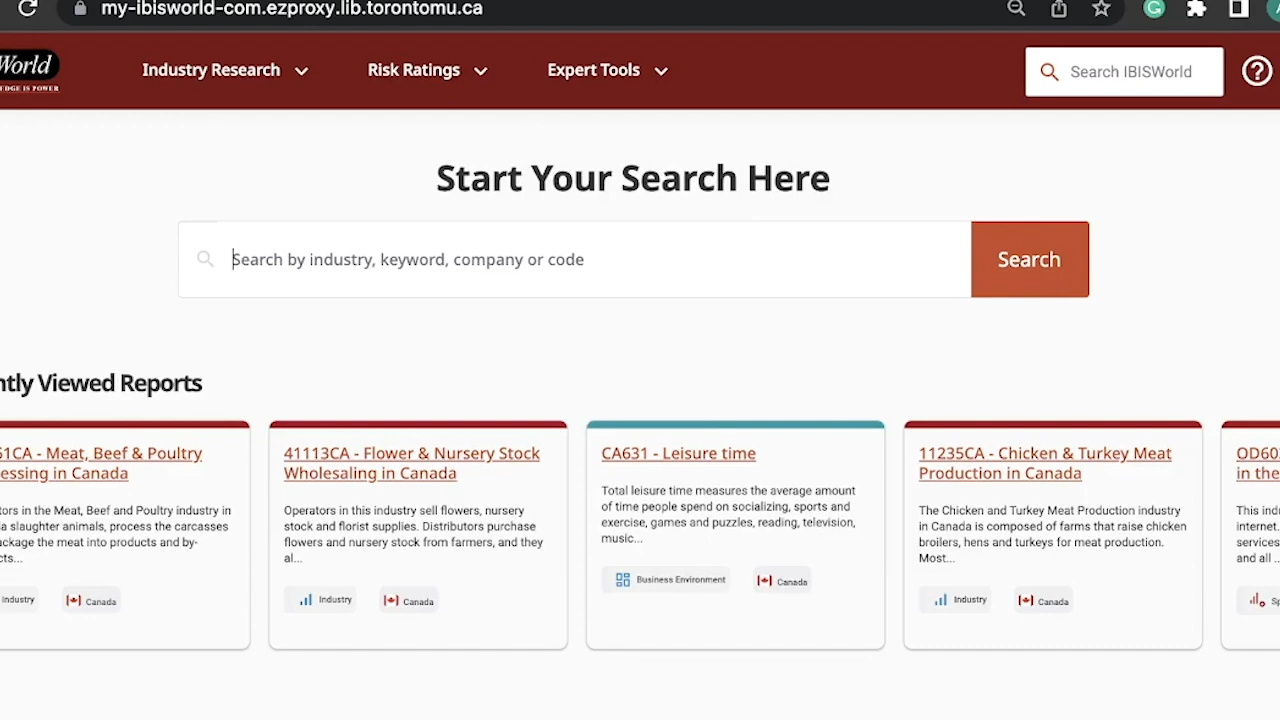 my-ibisworld-com.ezproxy.lib.torontomu.ca
World
EDGE IS POWER
Industry Research
Risk Ratings
Expert Tools
Search IBISWorld
Start Your Search Here
Search by industry, keyword, company or code
Search
ntly Viewed Reports
51CA - Meat, Beef & Poultry
essing in Canada
tors in the Meat, Beef and Poultry industry in
a slaughter animals, process the carcasses
ackage the meat into products and by-
cts...
Industry
Canada
41113CA - Flower & Nursery Stock
Wholesaling in Canada
Operators in this industry sell flowers, nursery
stock and florist supplies. Distributors purchase
flowers and nursery stock from farmers, and they
al...
Industry
Canada
CA631 - Leisure time
Total leisure time measures the average amount
of time people spend on socializing, sports and
exercise, games and puzzles, reading, television,
music...
Business Environment
Canada
11235CA - Chicken & Turkey Meat
Production in Canada
The Chicken and Turkey Meat Production industry
in Canada is composed of farms that raise chicken
broilers, hens and turkeys for meat production.
Most...
Industry
Canada
OD60
in the
This indu
internet.
services
and all ...
Sp